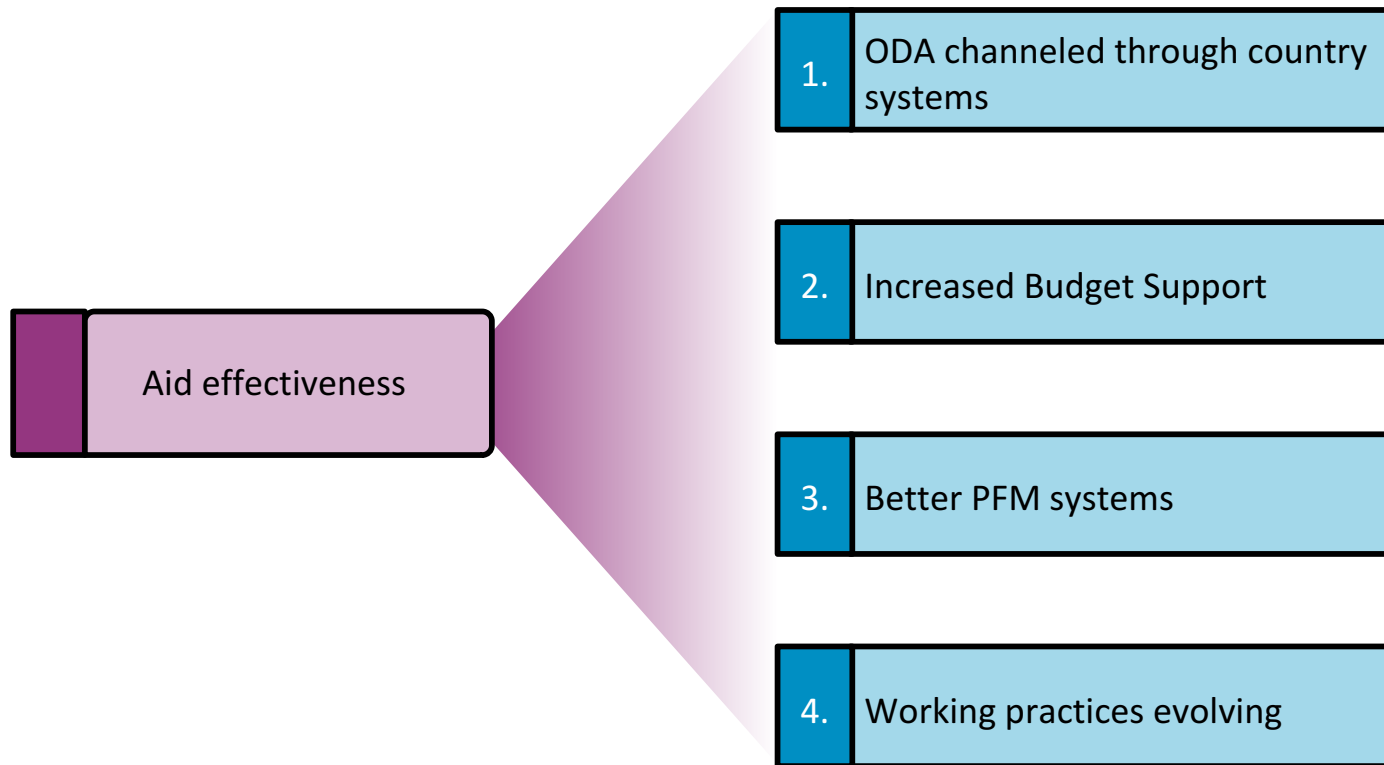 1. ODA channeled through country
systems
2. Increased Budget Support
Aid effectiveness
3. Better PFM systems
4. Working practices evolving